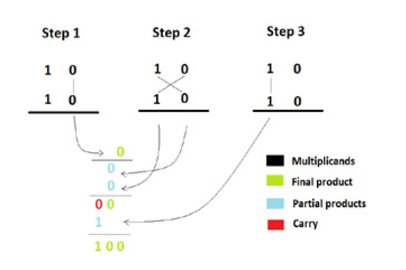 Step 1 Step 2 Step 3
1 0 1 0 1 0
1 0 1 0 1 0
0
0
0
0 0
1
1 0 0
Multiplicands
Final product
Partial products
Carry